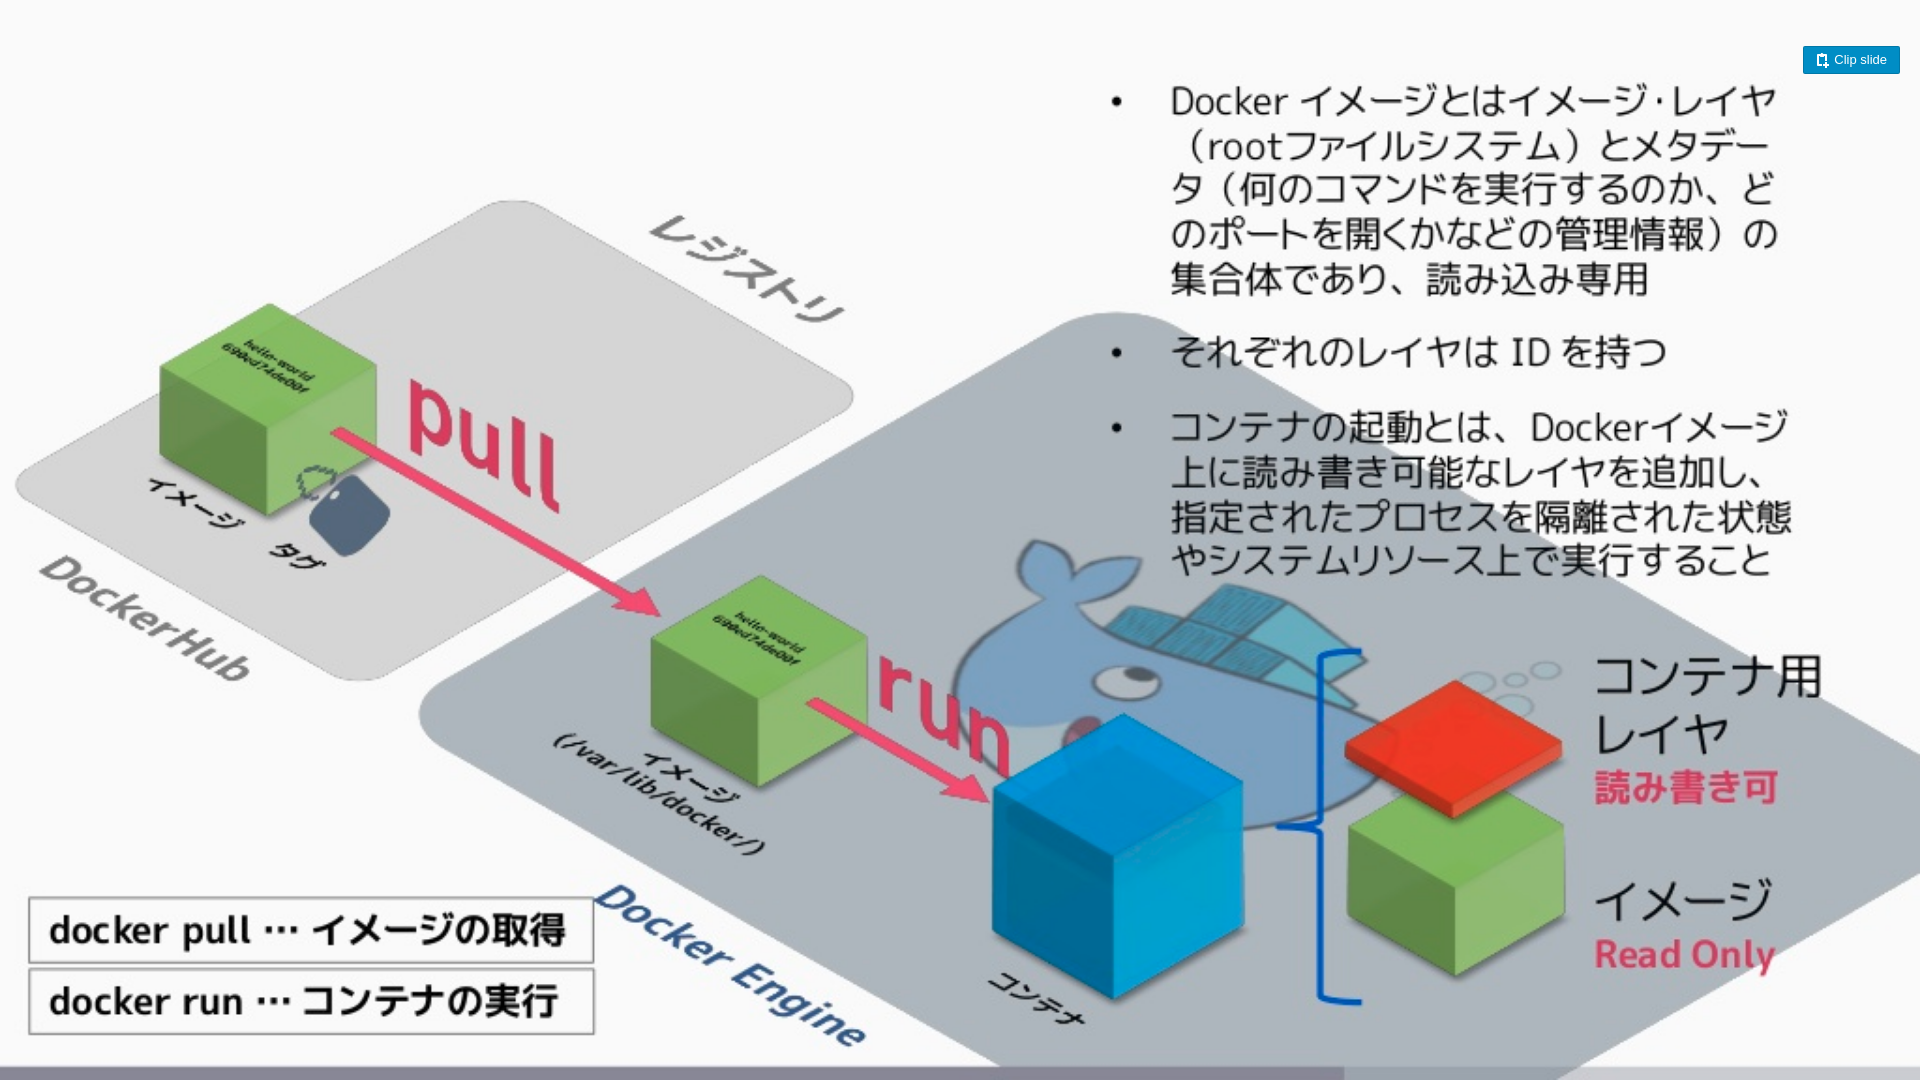 Clip slide
• Docker イメージとはイメージ・レイヤ
（rootファイルシステム）とメタデー
タ（何のコマンドを実行するのか、ど
のポートを開くかなどの管理情報）の
集合体であり、読み込み専用
• それぞれのレイヤは ID を持つ
• コンテナの起動とは、Dockerイメージ
上に読み書き可能なレイヤを追加し、
指定されたプロセスを隔離された状態
やシステムリソース上で実行すること
レジストリ
hello-world
690ed74de00f
pull
イメージ
タグ
DockerHub
hello-world
690ed74de00f
run
イメージ
(/var/lib/docker/)
コンテナ用
レイヤ
読み書き可
イメージ
Read Only
コンテナ
Docker Engine
docker pull … イメージの取得
docker run … コンテナの実行